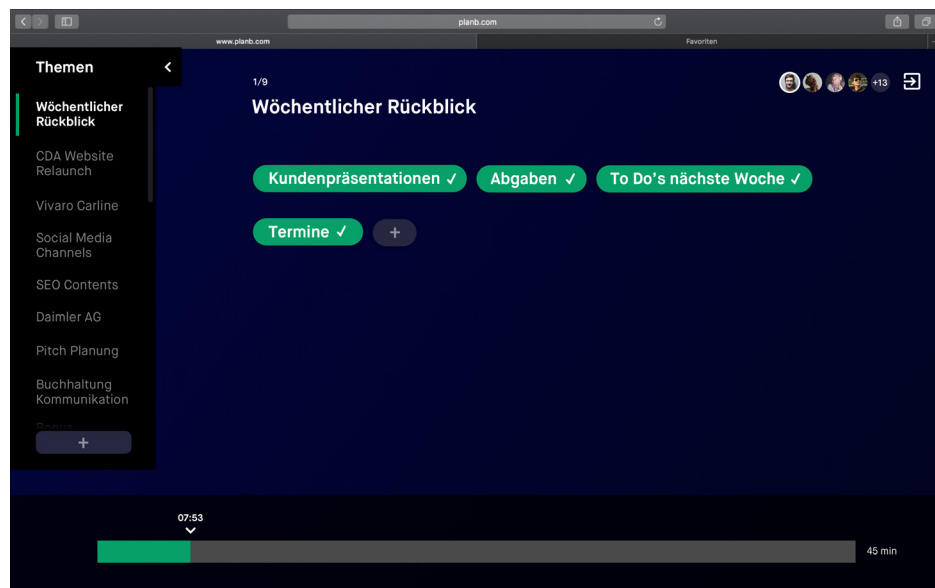 planb.com
www.planb.com
Favoriten
Themen
1/9
+13
Wöchentlicher Rückblick
Wöchentlicher
Rückblick
CDA Website
Relaunch
Vivaro Carline
Social Media
Channels
SEO Contents
Daimler AG
Pitch Planung
Buchhaltung
Kommunikation
Bonus
+
Kundenpräsentationen ✓
Abgaben ✓
To Do's nächste Woche ✓
Termine ✓
+
07:53
45 min